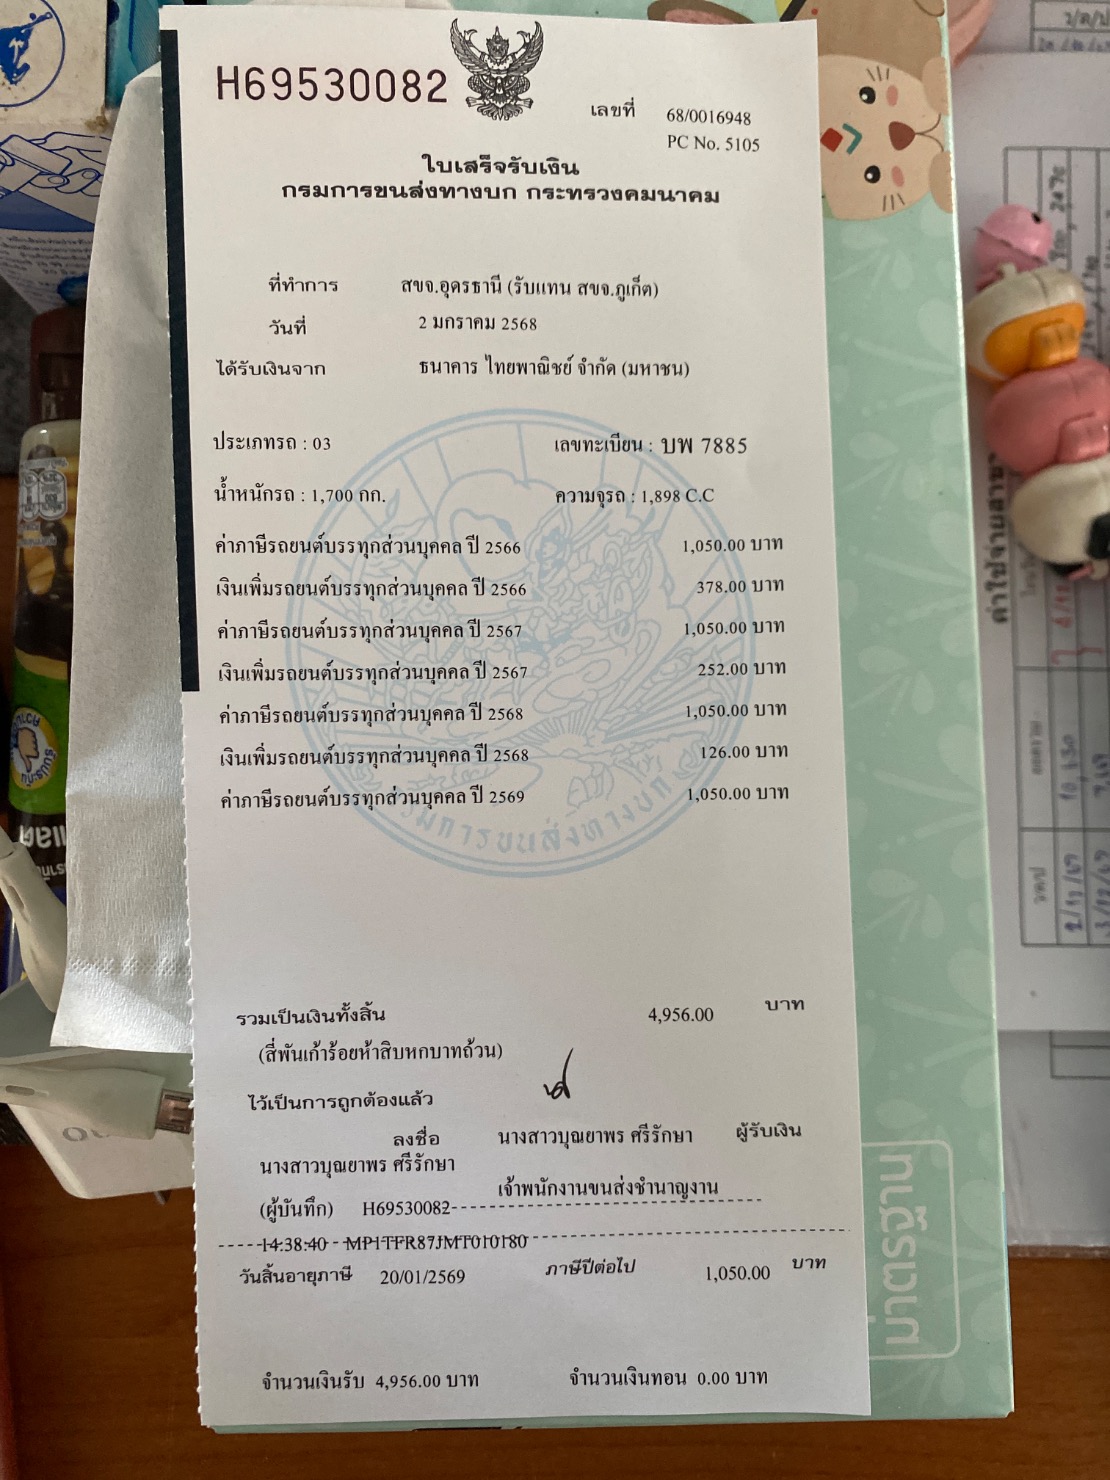 H69530082
เลขที่ 68/0016948
PC No. 5105
ใบเสร็จรับเงิน
กรมการขนส่งทางบก กระทรวงคมนาคม
ที่ทำการ สขจ.อุดรธานี (รับแทน สขจ.ภูเก็ต)
วันที่ 2 มกราคม 2568
ได้รับเงินจาก ธนาคาร ไทยพาณิชย์ จำกัด (มหาชน)
ประเภทรถ : 03 เลขทะเบียน : บพ 7885
น้ำหนักรถ : 1,700 กก. ความจุรถ : 1,898 C.C
ค่าภาษีรถยนต์บรรทุกส่วนบุคคล ปี 2566 1,050.00 บาท
เงินเพิ่มรถยนต์บรรทุกส่วนบุคคล ปี 2566 378.00 บาท
ค่าภาษีรถยนต์บรรทุกส่วนบุคคล ปี 2567 1,050.00 บาท
เงินเพิ่มรถยนต์บรรทุกส่วนบุคคล ปี 2567 252.00 บาท
ค่าภาษีรถยนต์บรรทุกส่วนบุคคล ปี 2568 1,050.00 บาท
เงินเพิ่มรถยนต์บรรทุกส่วนบุคคล ปี 2568 126.00 บาท
ค่าภาษีรถยนต์บรรทุกส่วนบุคคล ปี 2569 1,050.00 บาท
กรมการขนส่งทางบก
รวมเป็นเงินทั้งสิ้น 4,956.00 บาท
(สี่พันเก้าร้อยห้าสิบหกบาทถ้วน)
ไว้เป็นการถูกต้องแล้ว
ลงชื่อ นางสาวบุณยาพร ศรีรักษา ผู้รับเงิน
นางสาวบุณยาพร ศรีรักษา
เจ้าพนักงานขนส่งชำนาญงาน
(ผู้บันทึก) H69530082
14:38:40 MP1TFR87JMT010180
วันสิ้นอายุภาษี 20/01/2569 ภาษีปีต่อไป 1,050.00 บาท
จำนวนเงินรับ 4,956.00 บาท จำนวนเงินทอน 0.00 บาท